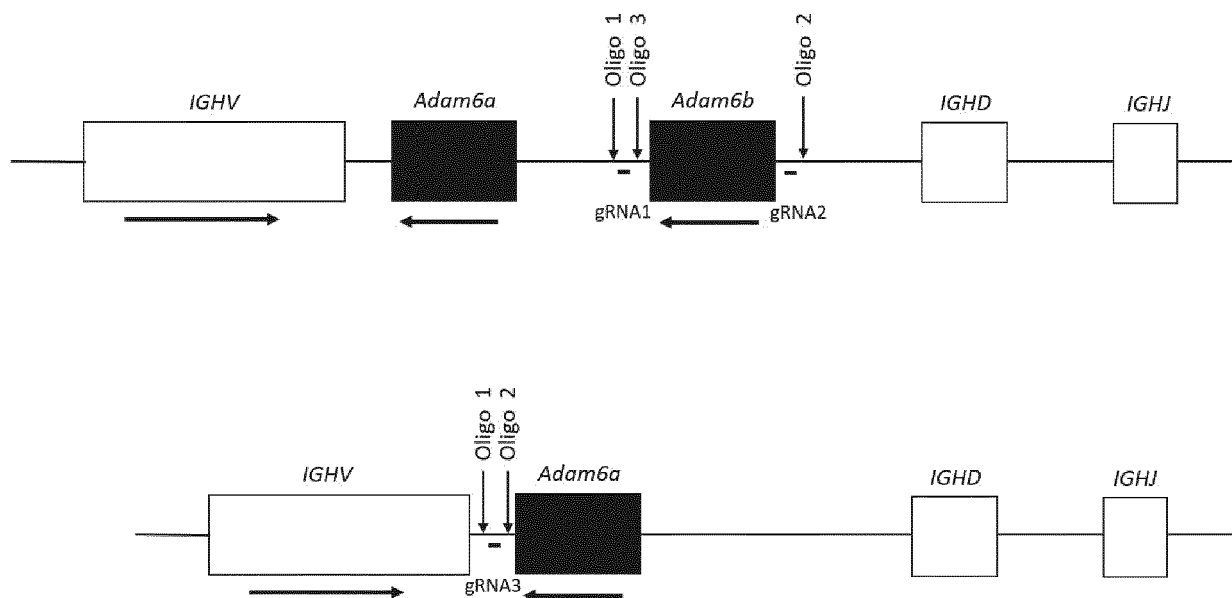 Oligo 1
Oligo 3
Oligo 2
IGHV
Adam6a
Adam6b
IGHD
IGHJ
gRNA1
gRNA2
Oligo 1
Oligo 2
IGHV
Adam6a
IGHD
IGHJ
gRNA3